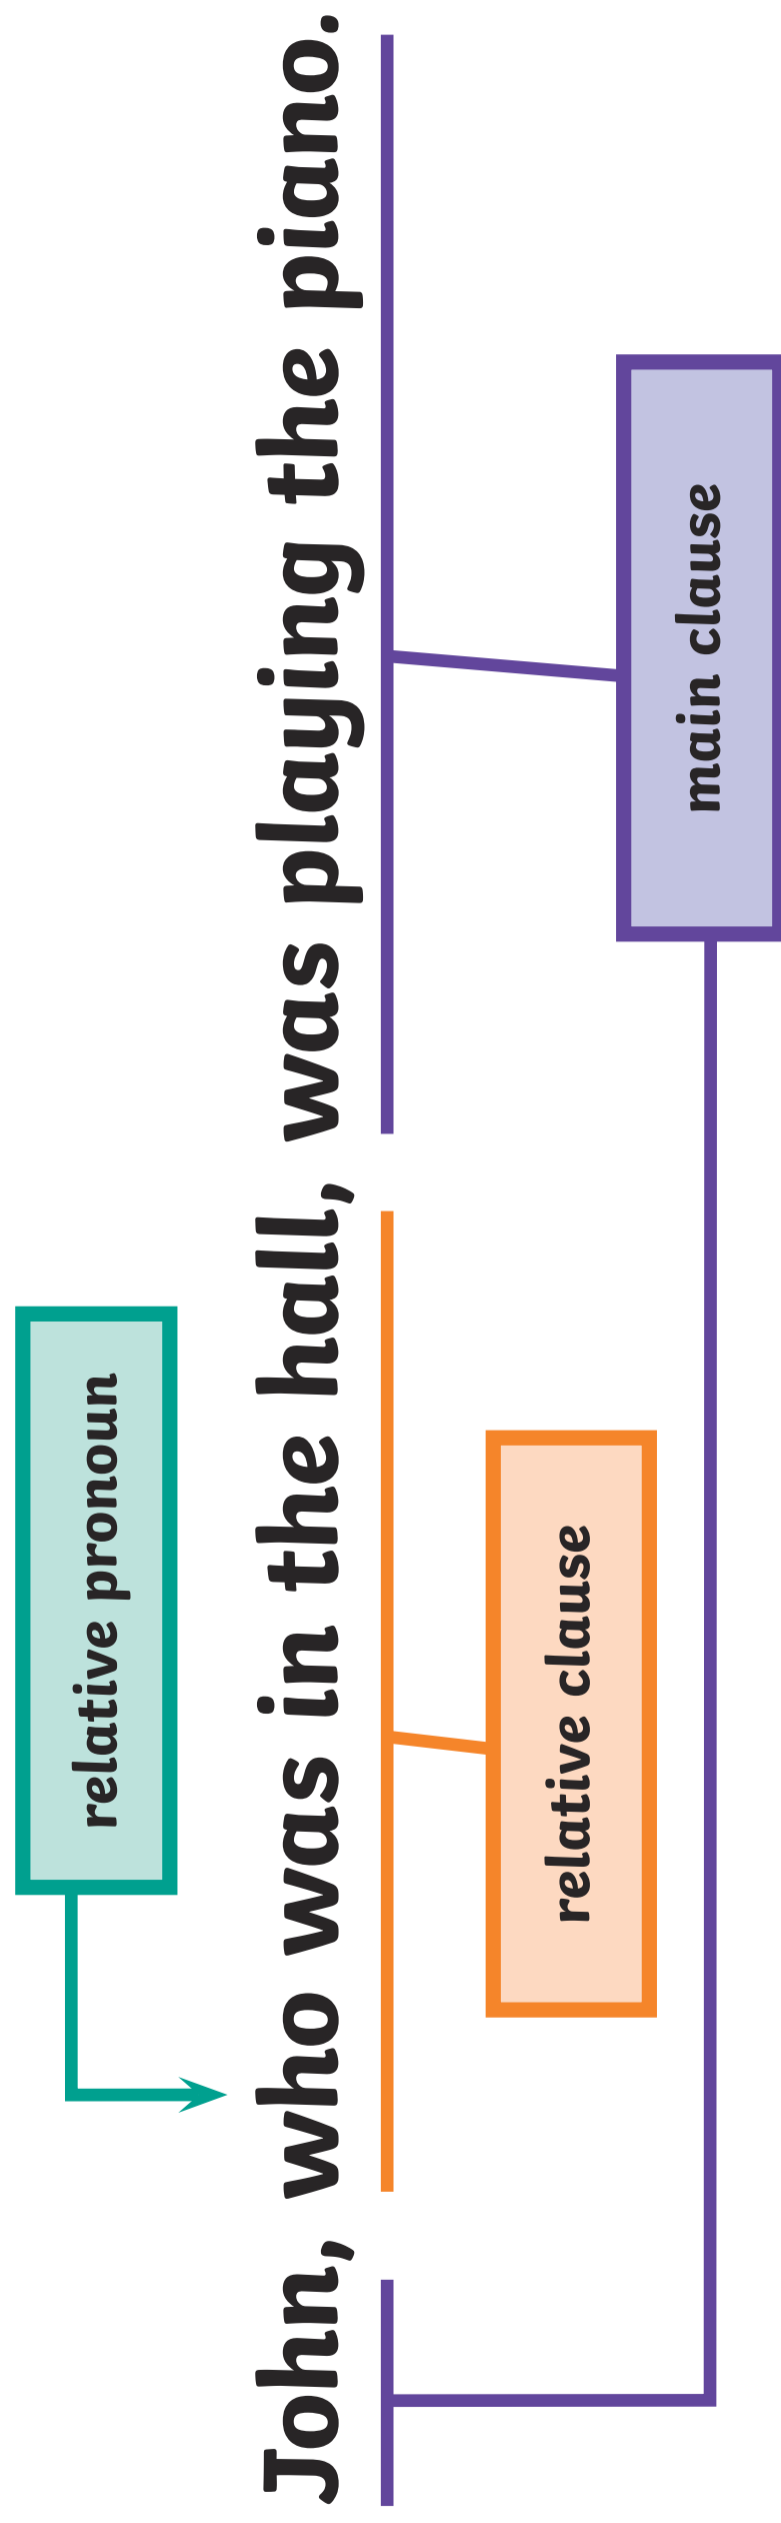 relative pronoun
John, who was in the hall, was playing the piano.
relative clause
main clause